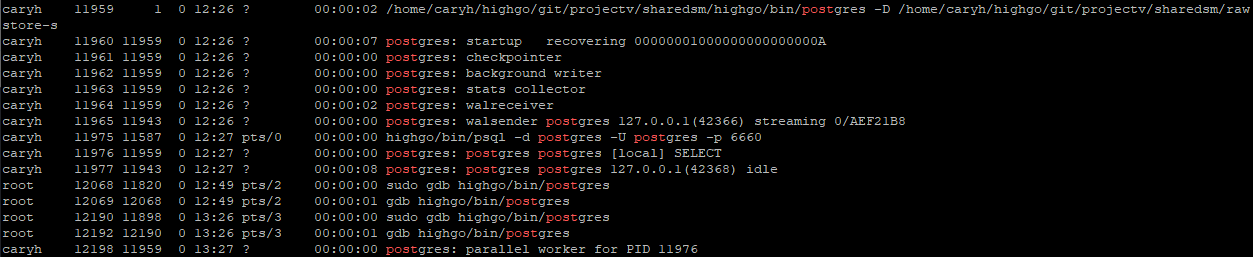 caryh 11959 1 0 12:26 ? 00:00:02 /home/caryh/highgo/git/projectv/sharedsm/highgo/bin/postgres -D /home/caryh/highgo/git/projectv/sharedsm/raw
store-s
caryh 11960 11959 0 12:26 ? 00:00:07 postgres: startup recovering 00000001000000000000000A
caryh 11961 11959 0 12:26 ? 00:00:00 postgres: checkpointer
caryh 11962 11959 0 12:26 ? 00:00:00 postgres: background writer
caryh 11963 11959 0 12:26 ? 00:00:00 postgres: stats collector
caryh 11964 11959 0 12:26 ? 00:00:02 postgres: walreceiver
caryh 11965 11943 0 12:26 ? 00:00:00 postgres: walsender postgres 127.0.0.1(42366) streaming 0/AEF21B8
caryh 11975 11587 0 12:27 pts/0 00:00:00 highgo/bin/psql -d postgres -U postgres -p 6660
caryh 11976 11959 0 12:27 ? 00:00:00 postgres: postgres postgres [local] SELECT
caryh 11977 11943 0 12:27 ? 00:00:08 postgres: postgres postgres 127.0.0.1(42368) idle
root 12068 11820 0 12:49 pts/2 00:00:00 sudo gdb highgo/bin/postgres
root 12069 12068 0 12:49 pts/2 00:00:01 gdb highgo/bin/postgres
root 12190 11898 0 13:26 pts/3 00:00:00 sudo gdb highgo/bin/postgres
root 12192 12190 0 13:26 pts/3 00:00:01 gdb highgo/bin/postgres
caryh 12198 11959 0 13:27 ? 00:00:00 postgres: parallel worker for PID 11976